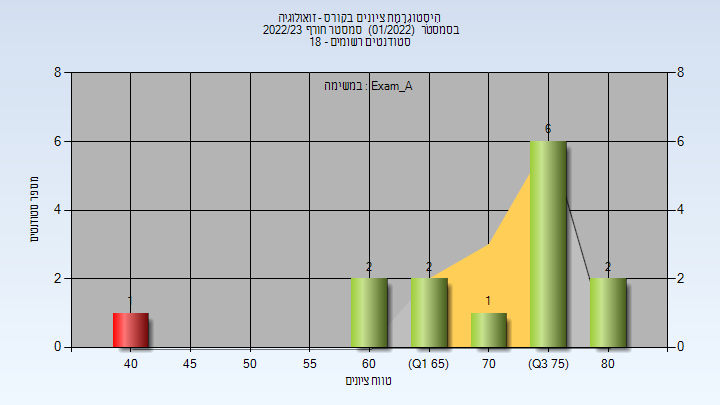 היסטוגרמת ציונים בקורס - זואולוגיה
בסמסטר (01/2022) סמסטר חורף 2022/23
סטודנטים רשומים - 18
במשימה : Exam_A
מספר סטודנטים
8
6
4
2
0
8
6
4
2
0
1
2
2
1
6
2
40
45
50
55
60
(Q1 65)
70
(Q3 75)
80
טווח ציונים